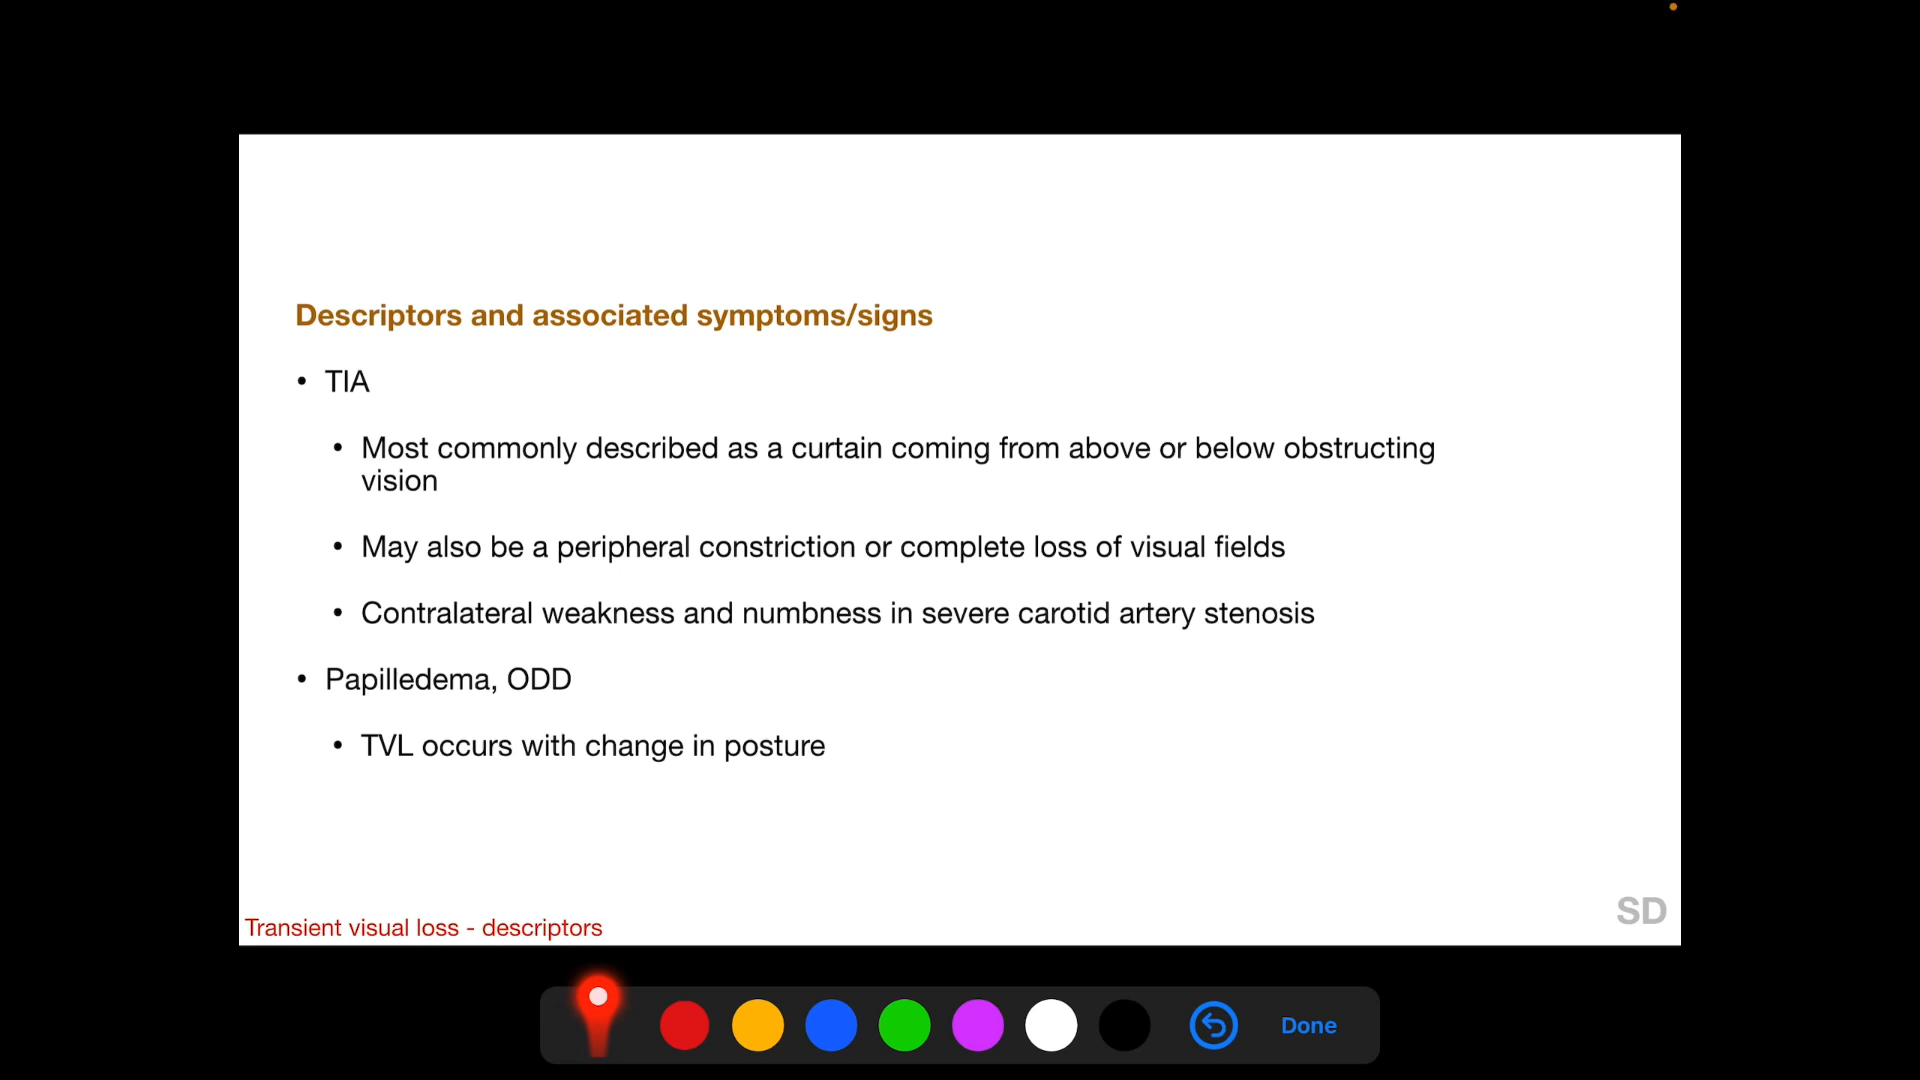 Descriptors and associated symptoms/signs
• TIA
• Most commonly described as a curtain coming from above or below obstructing
vision
• May also be a peripheral constriction or complete loss of visual fields
• Contralateral weakness and numbness in severe carotid artery stenosis
• Papilledema, ODD
• TVL occurs with change in posture
SD
Transient visual loss - descriptors
Done